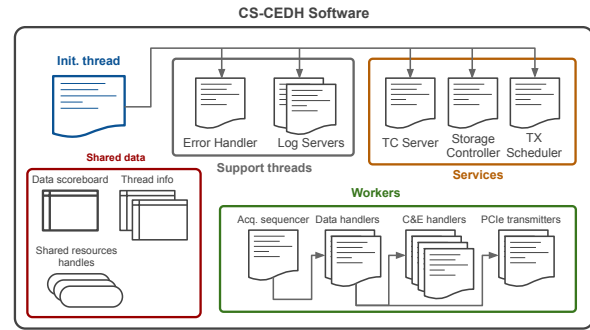 CS-CEDH Software
Init. thread
Error Handler
Log Servers
Support threads
TC Server
Storage
Controller
TX
Scheduler
Services
Shared data
Data scoreboard
Thread info
Shared resources
handles
Workers
Acq. sequencer
Data handlers
C&E handlers
PCIe transmitters